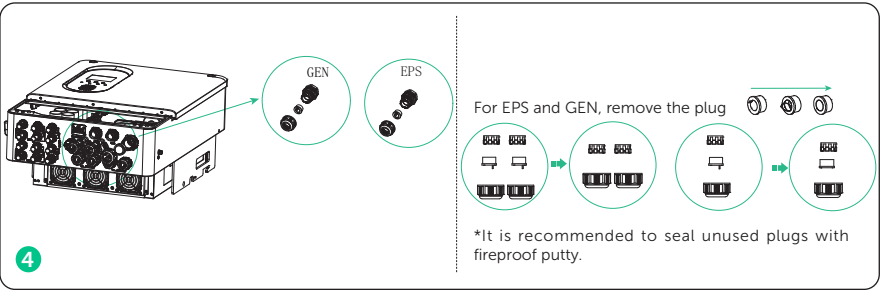 GEN
EPS
For EPS and GEN, remove the plug
*It is recommended to seal unused plugs with
fireproof putty.
4